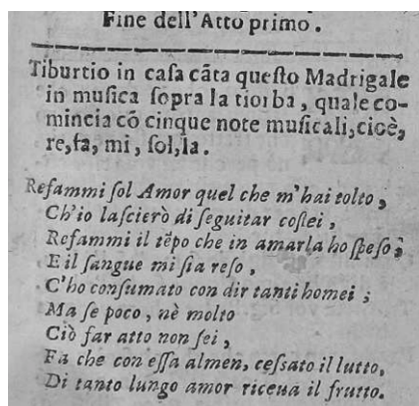 Fine dell'Atto primo.
Tiburtio in casa cãta questo Madrigale
in musica sopra la tiorba, quale co-
mincia cõ cinque note musicali, cioè,
re, fa, mi, sol, la.
Refammi sol Amor quel che m'hai tolto,
Ch'io lascierò di seguitar costei,
Refammi il tẽpo che in amarla ho speso;
E il sangue mi sia reso,
C'ho consumato con dir tanti homei;
Ma se poco, nè molto
Ciò far atto non sei,
Fa che con essa almen, cessato il lutto,
Di tanto lungo amor riceva il frutto.